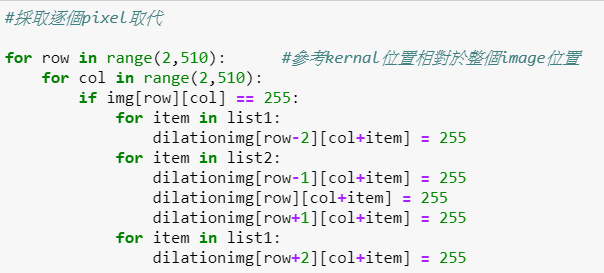 #採取逐個pixel取代
for row in range(2,510):      #參考kernal位置相對於整個image位置
    for col in range(2,510):
        if img[row][col] == 255:
            for item in list1:
                dilationimg[row-2][col+item] = 255
            for item in list2:
                dilationimg[row-1][col+item] = 255
                dilationimg[row][col+item] = 255
                dilationimg[row+1][col+item] = 255
            for item in list1:
                dilationimg[row+2][col+item] = 255